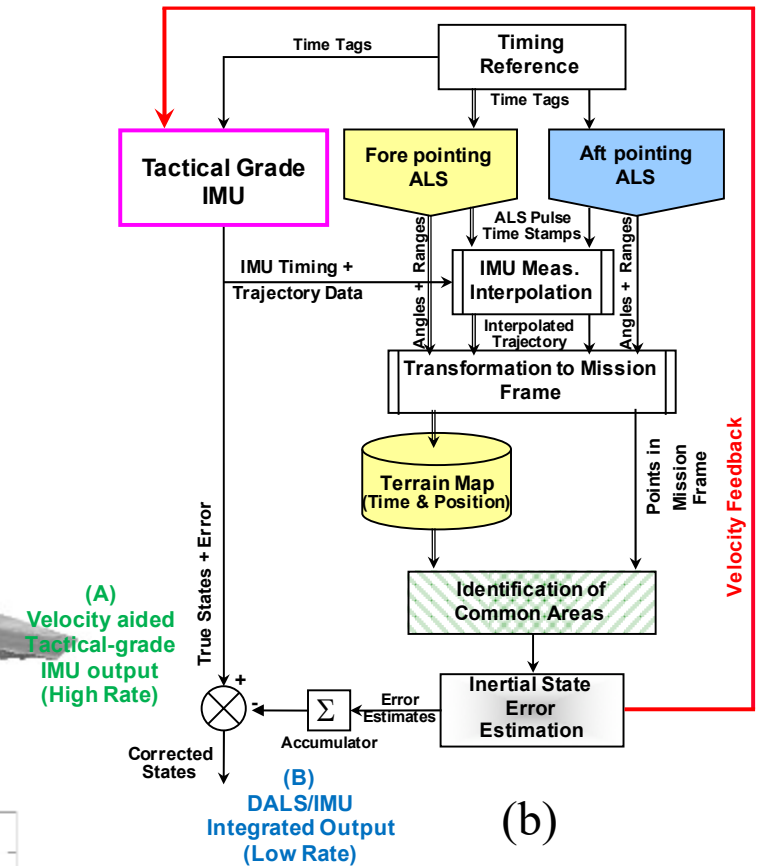 Time Tags
Timing
Reference
Time Tags
Tactical Grade
IMU
Fore pointing
ALS
Aft pointing
ALS
ALS Pulse
Time Stamps
IMU Timing +
Trajectory Data
Angles + Ranges
IMU Meas.
Interpolation
Angles + Ranges
Interpolated
Trajectory
Transformation to Mission
Frame
Terrain Map
(Time & Position)
Points in
Mission
Frame
Velocity Feedback
True States + Error
Identification of
Common Areas
(A)
Velocity aided
Tactical-grade
IMU output
(High Rate)
+
-
Σ
Accumulator
Error
Estimates
Inertial State
Error
Estimation
Corrected
States
(B)
DALS/IMU
Integrated Output
(Low Rate)
(b)